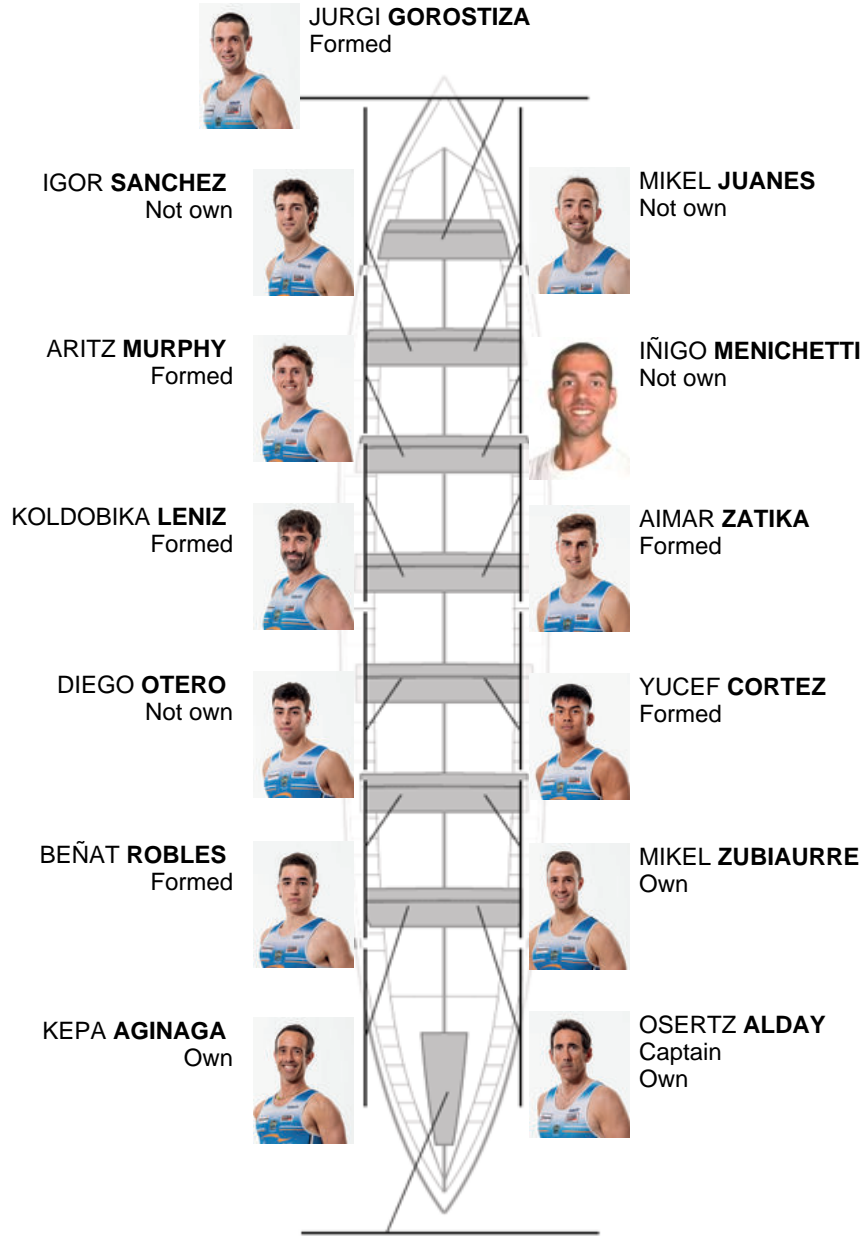 JURGI GOROSTIZA
Formed
IGOR SANCHEZ
Not own
MIKEL JUANES
Not own
ARITZ MURPHY
Formed
IÑIGO MENICHETTI
Not own
KOLDOBIKA LENIZ
Formed
AIMAR ZATIKA
Formed
DIEGO OTERO
Not own
YUCEF CORTEZ
Formed
BEÑAT ROBLES
Formed
MIKEL ZUBIAURRE
Own
KEPA AGINAGA
Own
OSERTZ ALDAY
Captain
Own